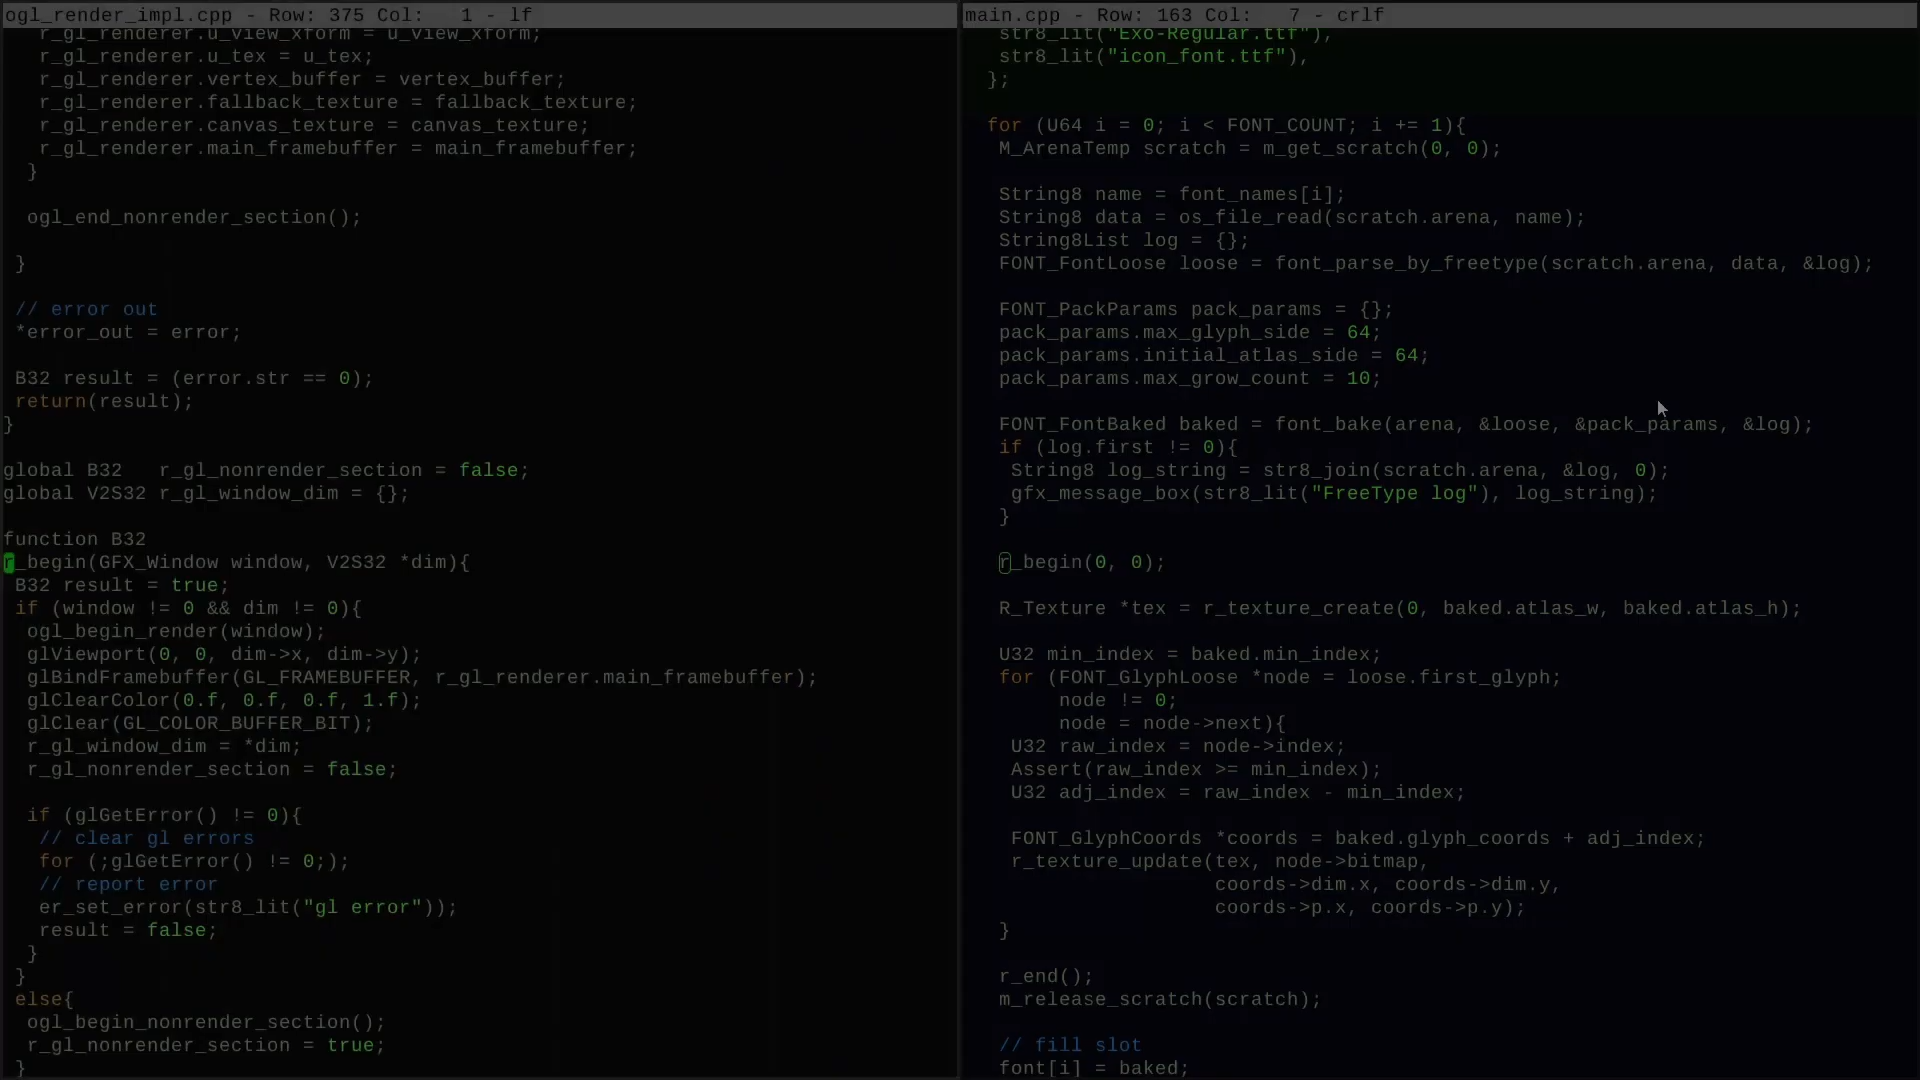 ogl_render_impl.cpp - Row: 375 Col:   1 - lf
r_gl_renderer.u_view_xform = u_view_xform;
r_gl_renderer.u_tex = u_tex;
r_gl_renderer.vertex_buffer = vertex_buffer;
r_gl_renderer.fallback_texture = fallback_texture;
r_gl_renderer.canvas_texture = canvas_texture;
r_gl_renderer.main_framebuffer = main_framebuffer;
}
ogl_end_nonrender_section();
}
// error out
*error_out = error;
B32 result = (error.str == 0);
return(result);
}
global B32   r_gl_nonrender_section = false;
global V2S32 r_gl_window_dim = {};
function B32
r_begin(GFX_Window window, V2S32 *dim){
B32 result = true;
if (window != 0 && dim != 0){
ogl_begin_render(window);
glViewport(0, 0, dim->x, dim->y);
glBindFramebuffer(GL_FRAMEBUFFER, r_gl_renderer.main_framebuffer);
glClearColor(0.f, 0.f, 0.f, 1.f);
glClear(GL_COLOR_BUFFER_BIT);
r_gl_window_dim = *dim;
r_gl_nonrender_section = false;
if (glGetError() != 0){
// clear gl errors
for (;glGetError() != 0;);
// report error
er_set_error(str8_lit("gl error"));
result = false;
}
}
else{
ogl_begin_nonrender_section();
r_gl_nonrender_section = true;
}
main.cpp - Row: 163 Col:   7 - crlf
str8_lit("Exo-Regular.ttf"),
str8_lit("icon_font.ttf"),
};
for (U64 i = 0; i < FONT_COUNT; i += 1){
M_ArenaTemp scratch = m_get_scratch(0, 0);
String8 name = font_names[i];
String8 data = os_file_read(scratch.arena, name);
String8List log = {};
FONT_FontLoose loose = font_parse_by_freetype(scratch.arena, data, &log);
FONT_PackParams pack_params = {};
pack_params.max_glyph_side = 64;
pack_params.initial_atlas_side = 64;
pack_params.max_grow_count = 10;
FONT_FontBaked baked = font_bake(arena, &loose, &pack_params, &log);
if (log.first != 0){
String8 log_string = str8_join(scratch.arena, &log, 0);
gfx_message_box(str8_lit("FreeType log"), log_string);
}
r_begin(0, 0);
R_Texture *tex = r_texture_create(0, baked.atlas_w, baked.atlas_h);
U32 min_index = baked.min_index;
for (FONT_GlyphLoose *node = loose.first_glyph;
node != 0;
node = node->next){
U32 raw_index = node->index;
Assert(raw_index >= min_index);
U32 adj_index = raw_index - min_index;
FONT_GlyphCoords *coords = baked.glyph_coords + adj_index;
r_texture_update(tex, node->bitmap,
coords->dim.x, coords->dim.y,
coords->p.x, coords->p.y);
}
r_end();
m_release_scratch(scratch);
// fill slot
font[i] = baked;